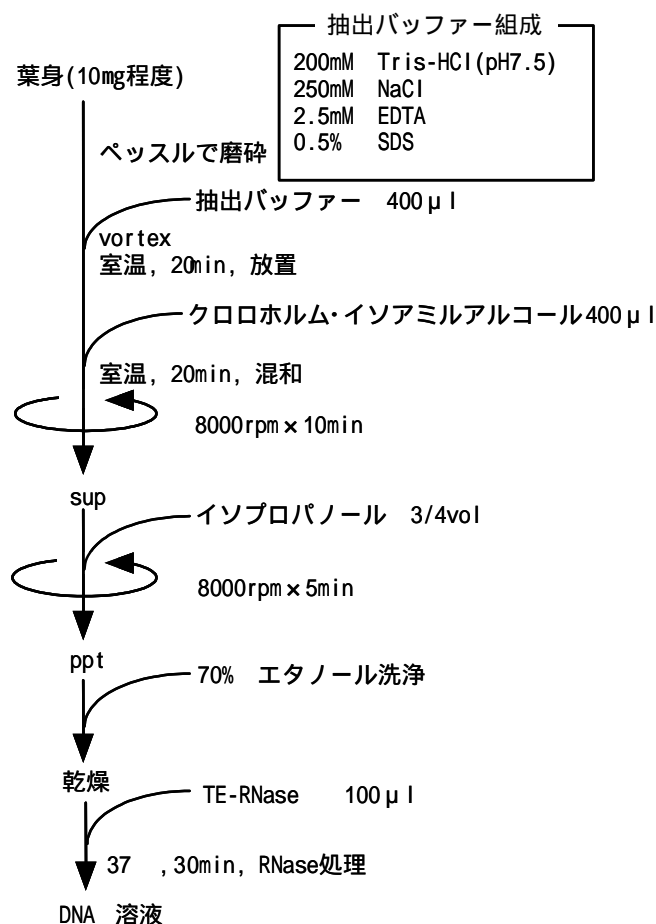 抽出バッファー組成
200mM Tris-HCl(pH7.5)
250mM NaCl
2.5mM EDTA
0.5% SDS
葉身(10mg程度)
ペッスルで磨砕
抽出バッファー 400μl
vortex
室温, 20min, 放置
クロロホルム・イソアミルアルコール400μl
室温, 20min, 混和
8000rpm×10min
sup
イソプロパノール 3/4vol
8000rpm×5min
ppt
70% エタノール洗浄
乾燥
TE-RNase 100μl
37 ,30min, RNase処理
DNA 溶液